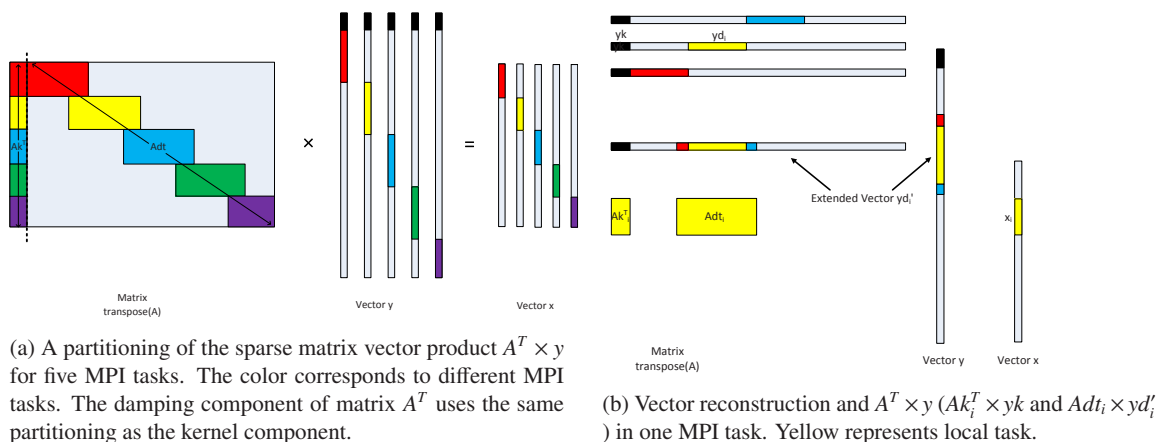 Ak^T
Adt
×
=
Matrix
transpose(A)
Vector y
Vector x
(a) A partitioning of the sparse matrix vector product A^T × y
for five MPI tasks. The color corresponds to different MPI
tasks. The damping component of matrix A^T uses the same
partitioning as the kernel component.
yk
yd_i
Extended Vector yd_i'
Ak^T_i
Adt_i
x_i
Matrix
transpose(A)
Vector y
Vector x
(b) Vector reconstruction and A^T × y (Ak_i^T × yk and Adt_i × yd_i'
) in one MPI task. Yellow represents local task.